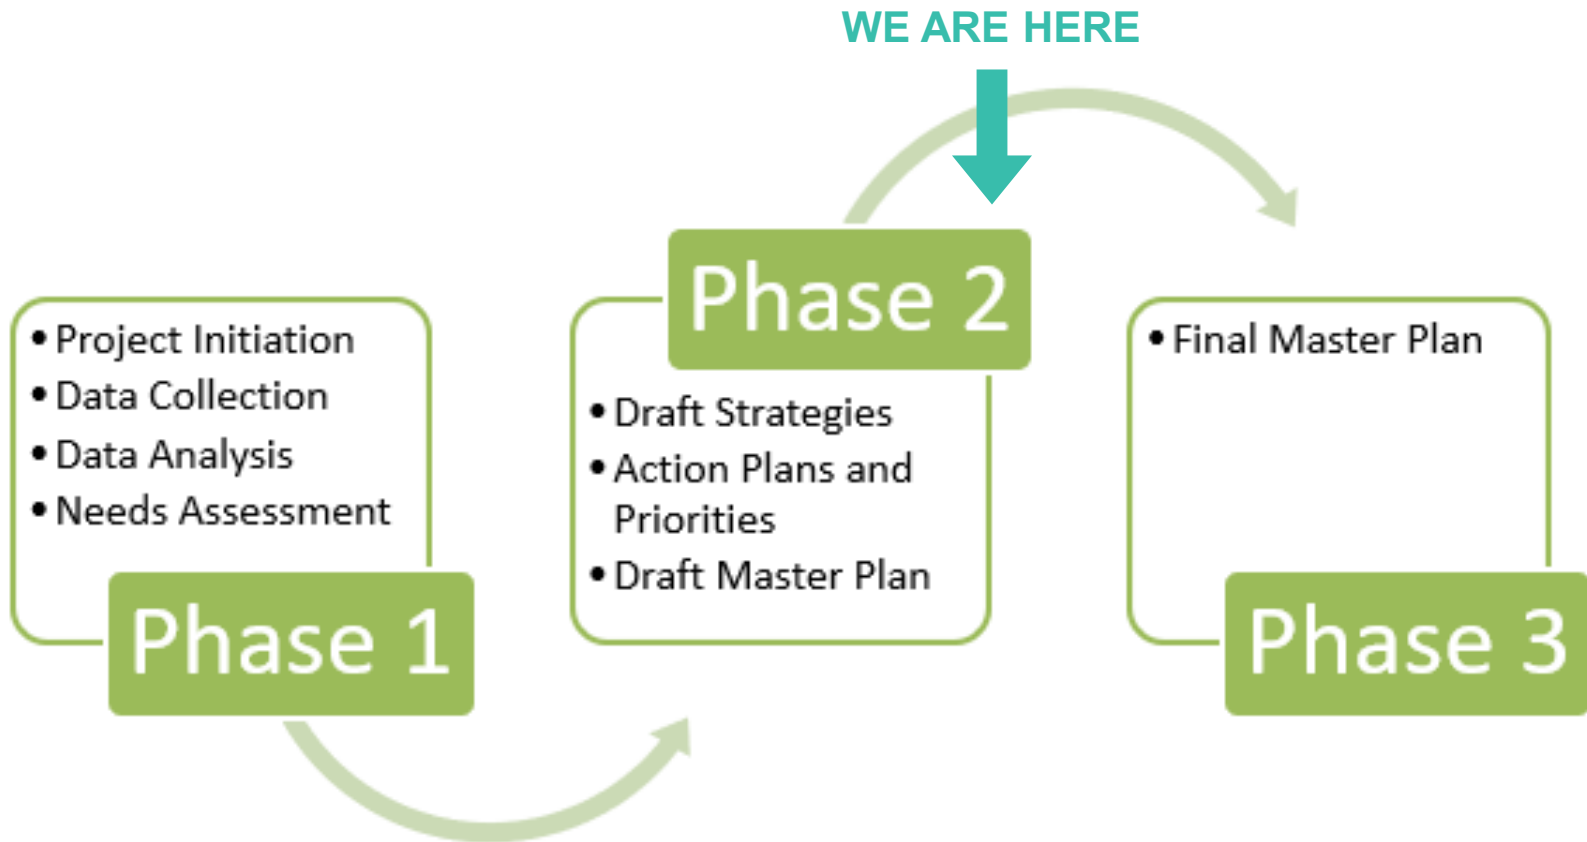 WE ARE HERE
• Project Initiation
• Data Collection
• Data Analysis
• Needs Assessment
Phase 1
Phase 2
• Draft Strategies
• Action Plans and
Priorities
• Draft Master Plan
• Final Master Plan
Phase 3